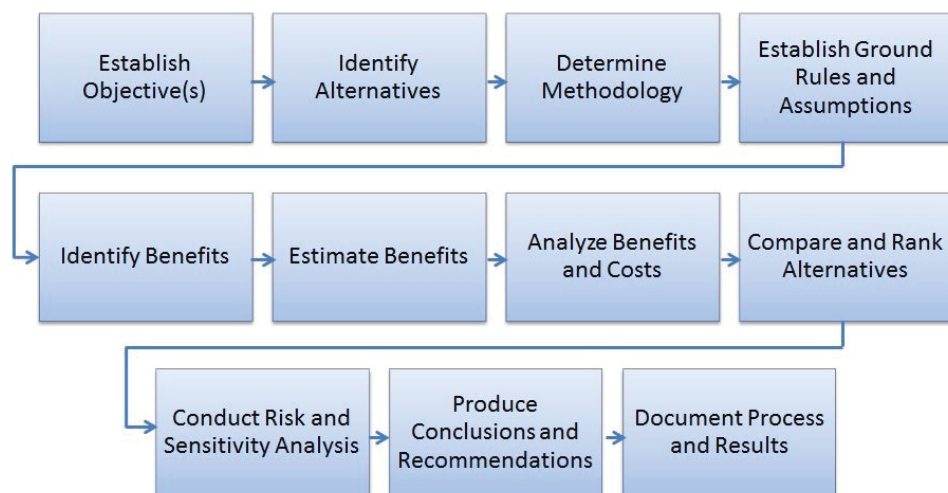 Establish
Objective(s)
Identify
Alternatives
Determine
Methodology
Establish Ground
Rules and
Assumptions
Identify Benefits
Estimate Benefits
Analyze Benefits
and Costs
Compare and Rank
Alternatives
Conduct Risk and
Sensitivity Analysis
Produce
Conclusions and
Recommendations
Document Process
and Results